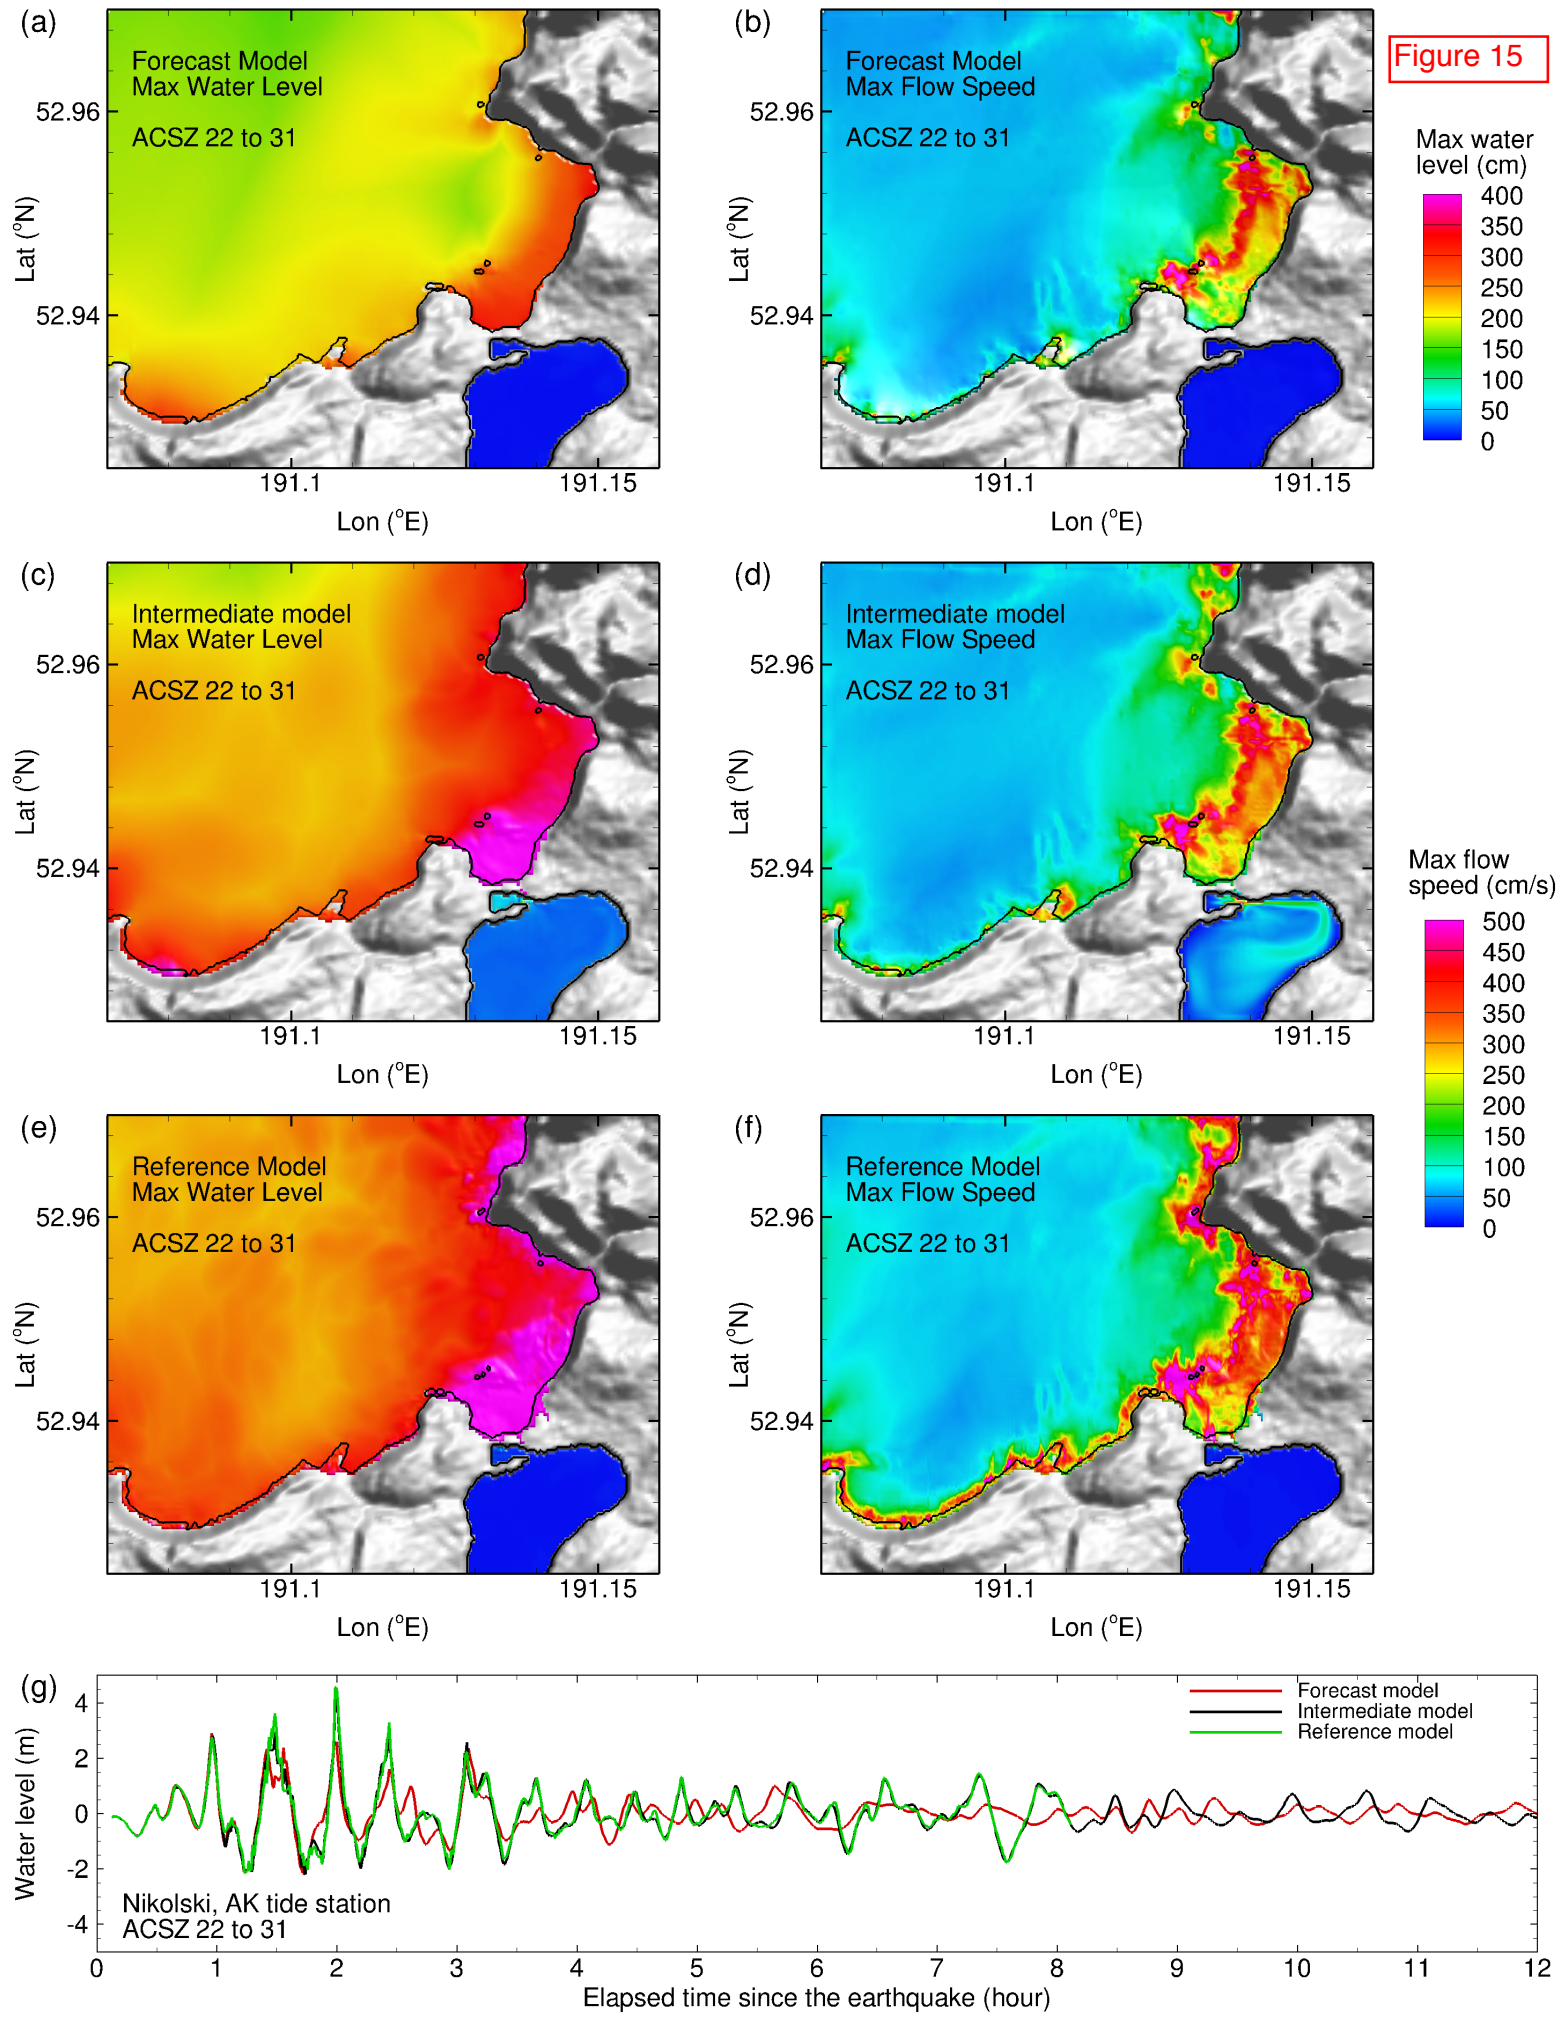 (a)
Forecast Model
Max Water Level
ACSZ 22 to 31
52.96
52.94
Lat (°N)
191.1
191.15
Lon (°E)
(b)
Forecast Model
Max Flow Speed
ACSZ 22 to 31
191.1
191.15
Lon (°E)
Figure 15
Max water
level (cm)
400
350
300
250
200
150
100
50
0
(c)
Intermediate model
Max Water Level
ACSZ 22 to 31
52.96
52.94
Lat (°N)
191.1
191.15
Lon (°E)
(d)
Intermediate model
Max Flow Speed
ACSZ 22 to 31
52.96
52.94
Lat (°N)
191.1
191.15
Lon (°E)
Max flow
speed (cm/s)
500
450
400
350
300
250
200
150
100
50
0
(e)
Reference Model
Max Water Level
ACSZ 22 to 31
52.96
52.94
Lat (°N)
191.1
191.15
Lon (°E)
(f)
Reference Model
Max Flow Speed
ACSZ 22 to 31
52.96
52.94
Lat (°N)
191.1
191.15
Lon (°E)
(g)
Forecast model
Intermediate model
Reference model
4
2
0
-2
-4
Water level (m)
Nikolski, AK tide station
ACSZ 22 to 31
0 1 2 3 4 5 6 7 8 9 10 11 12
Elapsed time since the earthquake (hour)